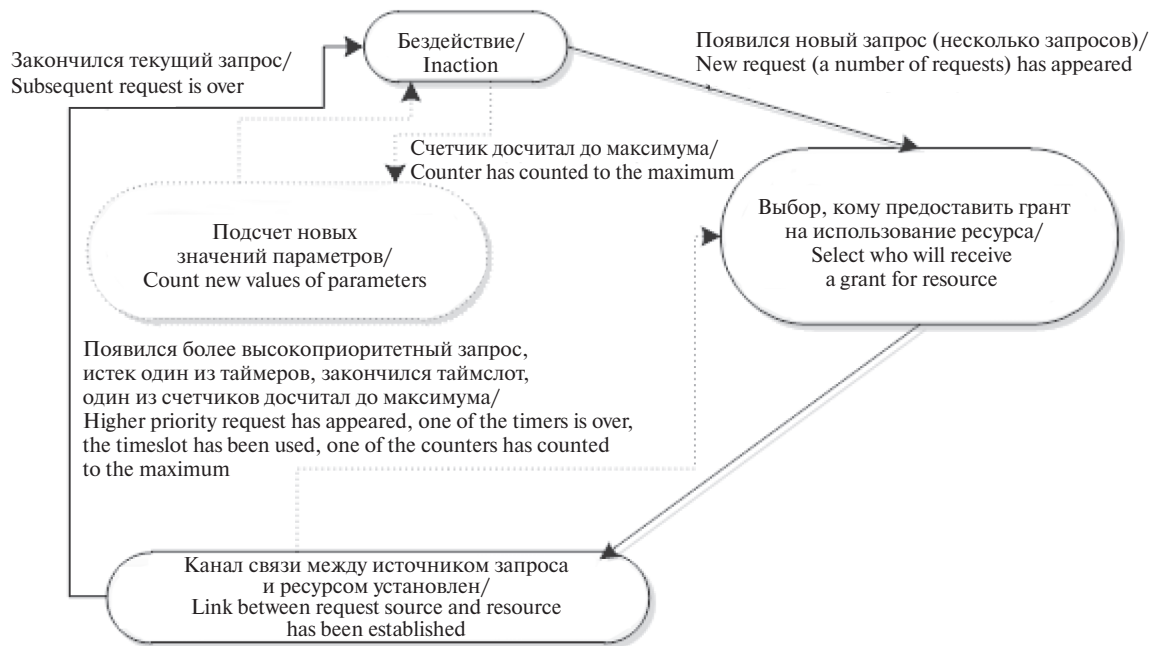 Бездействие/
Inaction
Закончился текущий запрос/
Subsequent request is over
Появился новый запрос (несколько запросов)/
New request (a number of requests) has appeared
Счетчик досчитал до максимума/
Counter has counted to the maximum
Подсчет новых
значений параметров/
Count new values of parameters
Выбор, кому предоставить грант
на использование ресурса/
Select who will receive
a grant for resource
Появился более высокоприоритетный запрос,
истек один из таймеров, закончился таймслот,
один из счетчиков досчитал до максимума/
Higher priority request has appeared, one of the timers is over,
the timeslot has been used, one of the counters has counted
to the maximum
Канал связи между источником запроса
и ресурсом установлен/
Link between request source and resource
has been established